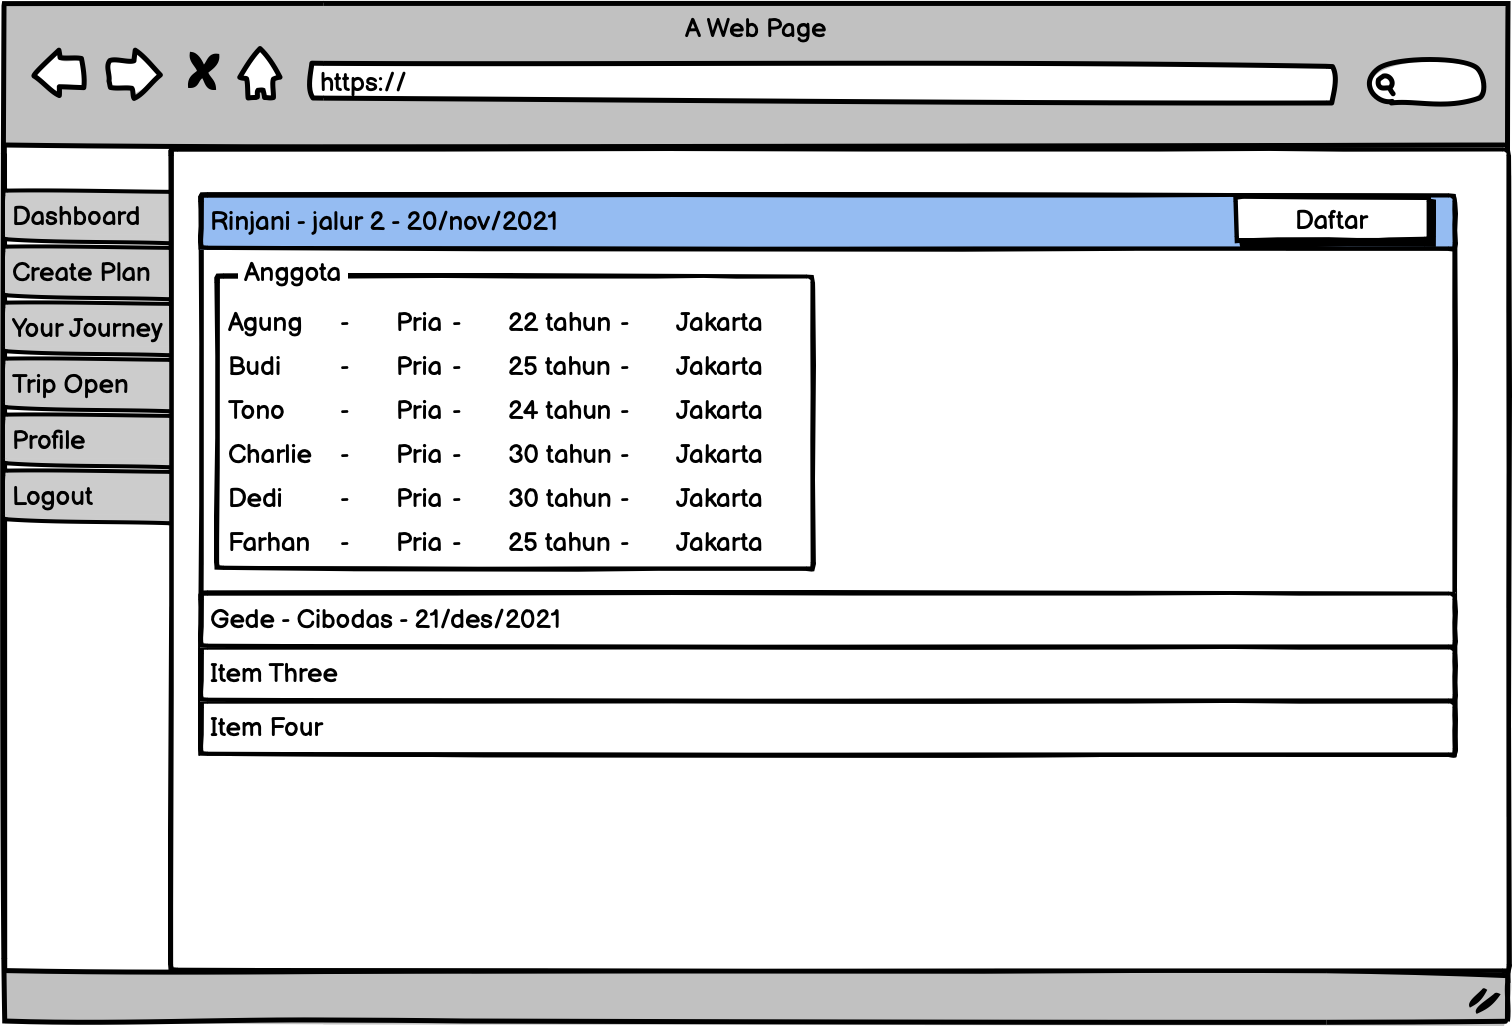 A Web Page
https://
Dashboard
Create Plan
Your Journey
Trip Open
Profile
Logout
Rinjani - jalur 2 - 20/nov/2021
Daftar
Anggota
Agung - Pria - 22 tahun - Jakarta
Budi - Pria - 25 tahun - Jakarta
Tono - Pria - 24 tahun - Jakarta
Charlie - Pria - 30 tahun - Jakarta
Dedi - Pria - 30 tahun - Jakarta
Farhan - Pria - 25 tahun - Jakarta
Gede - Cibodas - 21/des/2021
Item Three
Item Four